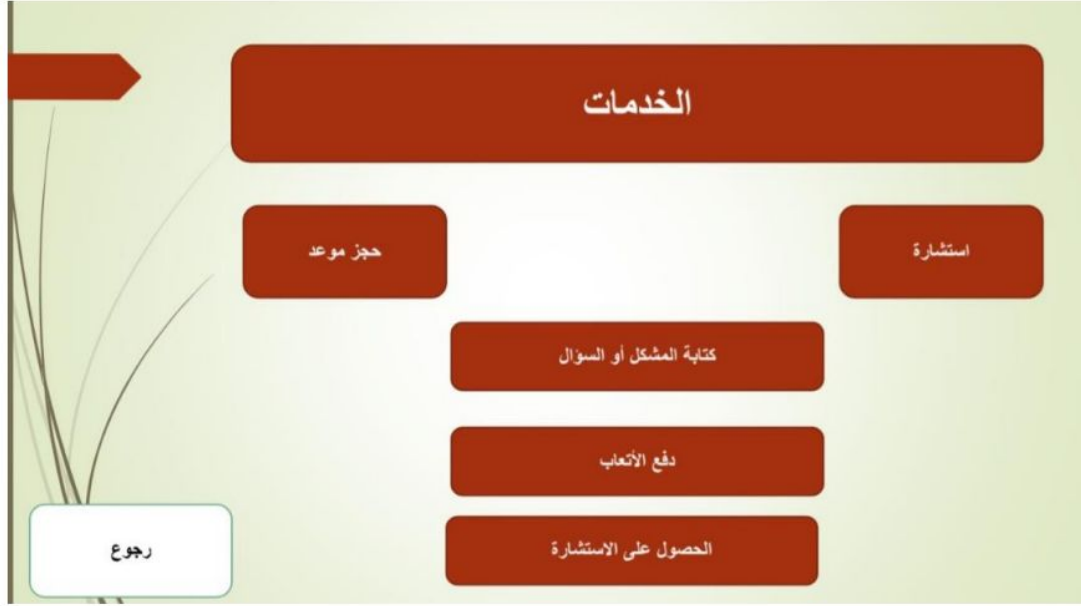 الخدمات
استشارة
حجز موعد
كتابة المشكل أو السؤال
دفع الأتعاب
الحصول على الاستشارة
رجوع